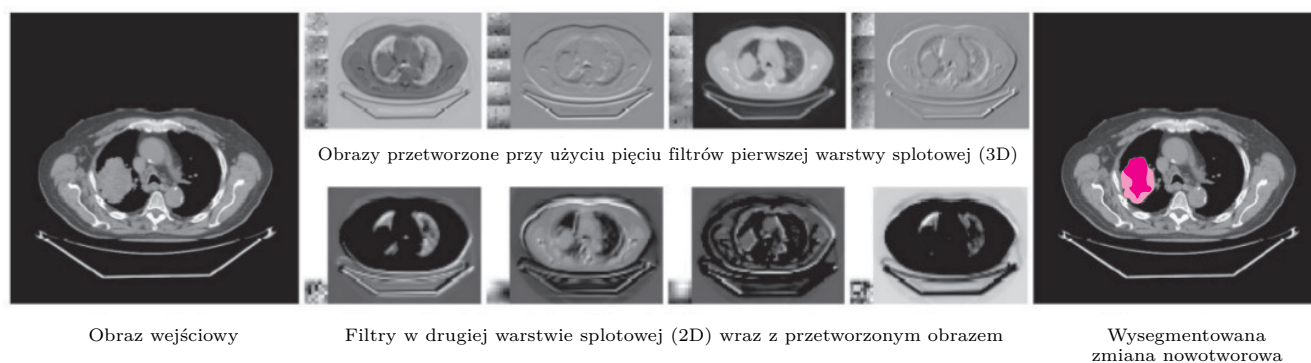 Obrazy przetworzone przy użyciu pięciu filtrów pierwszej warstwy splotowej (3D)
Obraz wejściowy
Filtry w drugiej warstwie splotowej (2D) wraz z przetworzonym obrazem
Wysegmentowana
zmiana nowotworowa